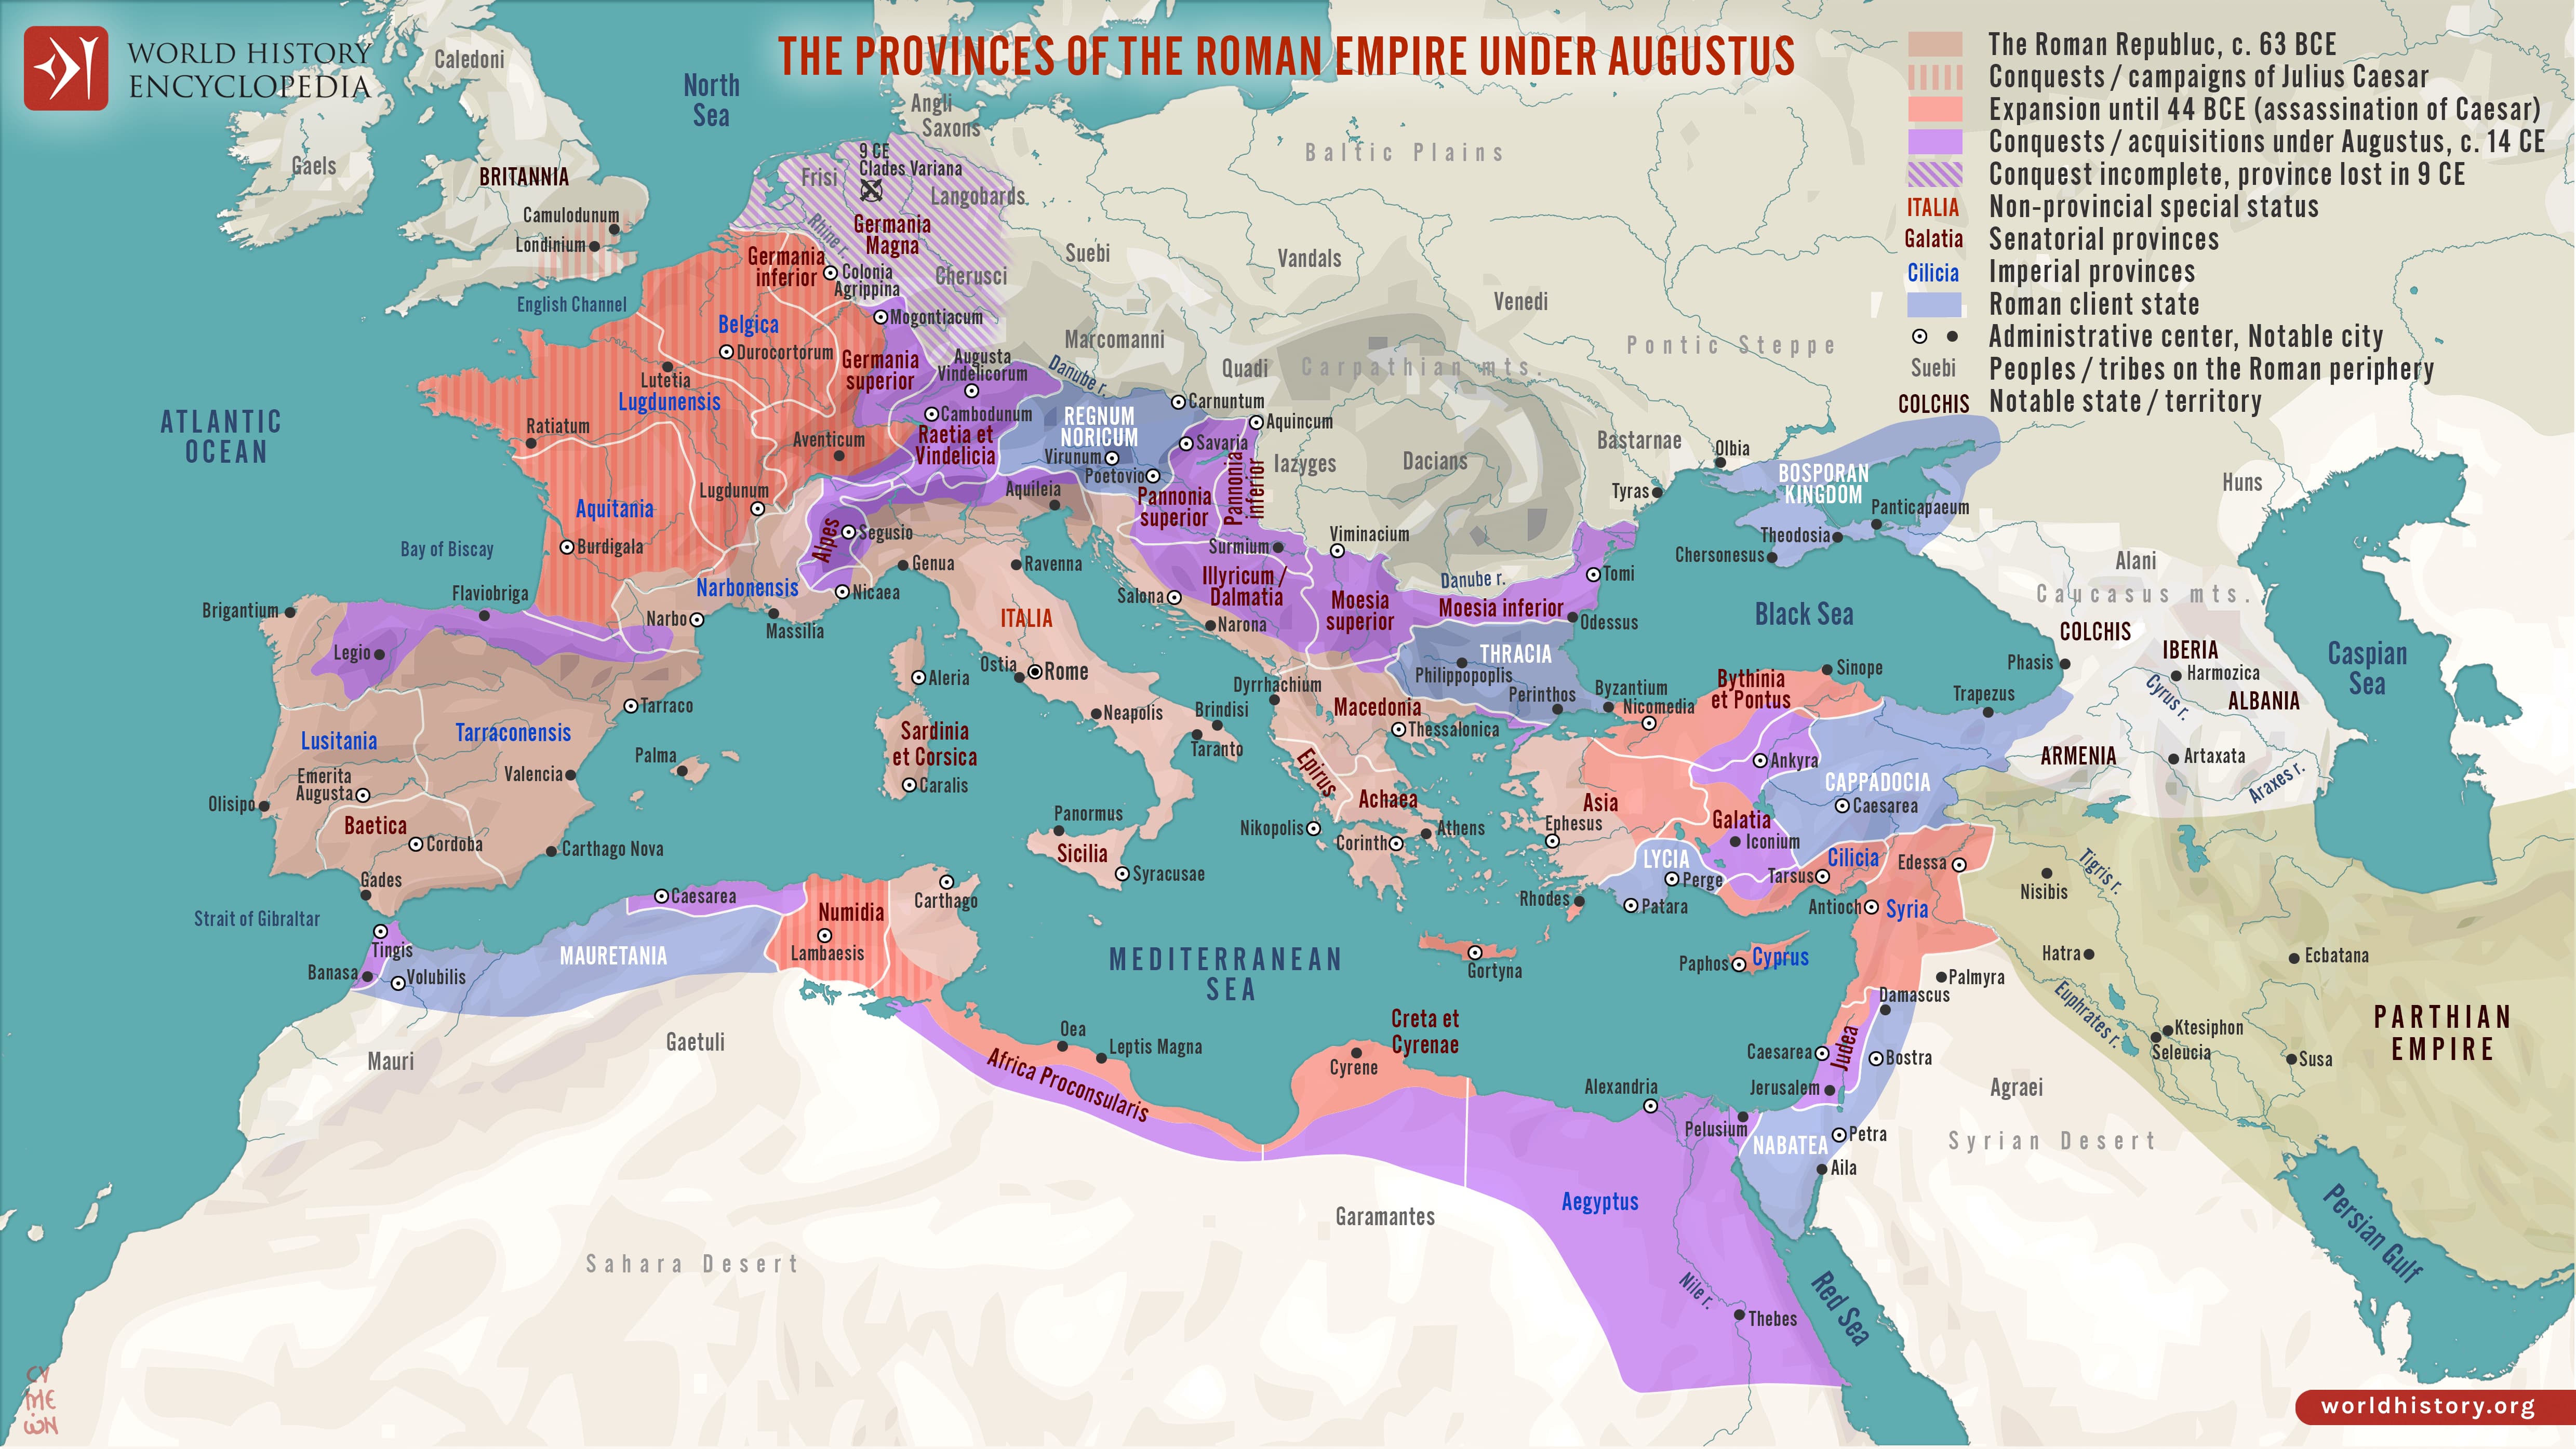 WORLD HISTORY
ENCYCLOPEDIA
THE PROVINCES OF THE ROMAN EMPIRE UNDER AUGUSTUS
The Roman Republuc, c. 63 BCE
Conquests / campaigns of Julius Caesar
Expansion until 44 BCE (assassination of Caesar)
Conquests / acquisitions under Augustus, c. 14 CE
Conquest incomplete, province lost in 9 CE
ITALIA Non-provincial special status
Galatia Senatorial provinces
Cilicia Imperial provinces
Roman client state
Administrative center, Notable city
Suebi Peoples / tribes on the Roman periphery
COLCHIS Notable state / territory
Caledoni
North
Sea
Angli
Saxons
Gaels
BRITANNIA
Camulodunum
Londinium
English Channel
9 CE
Clades Variana
Frisi
Langobards
Rhine r.
Germania
Magna
Cherusci
Baltic Plains
Suebi
Vandals
Venedi
Pontic Steppe
Germania
inferior
Colonia
Agrippina
Mogontiacum
Belgica
Durocortorum
Germania
superior
Augusta
Vindelicorum
Danube r.
Marcomanni
Quadi
Carpathian mts.
Lutetia
Lugdunensis
Cambodunum
Raetia et
Vindelicia
REGNUM
NORICUM
Virunum
Poetovio
Carnuntum
Aquincum
Savaria
Iazyges
Dacians
Bastarnae
Olbia
Tyras
BOSPORAN
KINGDOM
Panticapaeum
Theodosia
Chersonesus
Huns
ATLANTIC
OCEAN
Ratiatum
Aventicum
Lugdunum
Aquitania
Burdigala
Bay of Biscay
Alpes
Segusio
Aquileia
Pannonia
superior
Pannonia
inferior
Surmium
Viminacium
Genua
Ravenna
Narbonensis
Nicaea
Narbo
Massilia
Salona
Illyricum /
Dalmatia
Narona
Moesia
superior
Moesia inferior
Danube r.
Tomi
Odessus
Black Sea
Alani
Caucasus mts.
COLCHIS
IBERIA
Phasis
Harmozica
Cyrus r.
ALBANIA
Caspian
Sea
Brigantium
Flaviobriga
Legio
Tarraco
Lusitania
Tarraconensis
Emerita
Augusta
Valencia
Palma
Olisipo
Baetica
Cordoba
Carthago Nova
Gades
Strait of Gibraltar
ITALIA
Aleria
Ostia
Rome
Sardinia
et Corsica
Caralis
Neapolis
Brindisi
Taranto
Panormus
Sicilia
Syracusae
Dyrrhachium
Macedonia
Thessalonica
Epirus
Achaea
Nikopolis
Athens
Corinth
THRACIA
Philippopoplis
Perinthos
Byzantium
Nicomedia
Bythinia
et Pontus
Sinope
Trapezus
Ankyra
CAPPADOCIA
Caesarea
ARMENIA
Artaxata
Araxes r.
Asia
Ephesus
Galatia
Iconium
LYCIA
Perge
Patara
Rhodes
Cilicia
Tarsus
Edessa
Antioch
Syria
Nisibis
Tigris r.
Hatra
Ecbatana
Tingis
Banasa
Volubilis
Caesarea
MAURETANIA
Numidia
Lambaesis
Carthago
MEDITERRANEAN
SEA
Gortyna
Paphos
Cyprus
Palmyra
Damascus
Euphrates r.
Ktesiphon
Seleucia
Susa
PARTHIAN
EMPIRE
Mauri
Gaetuli
Oea
Leptis Magna
Africa Proconsularis
Creta et
Cyrenae
Cyrene
Alexandria
Caesarea
Judea
Bostra
Jerusalem
Pelusium
NABATEA
Petra
Aila
Agraei
Syrian Desert
Aegyptus
Garamantes
Sahara Desert
Nile r.
Thebes
Red Sea
Persian Gulf
CY
ME
ωN
worldhistory.org